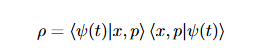 ρ = ⟨ψ(t)|x, p⟩ ⟨x, p|ψ(t)⟩